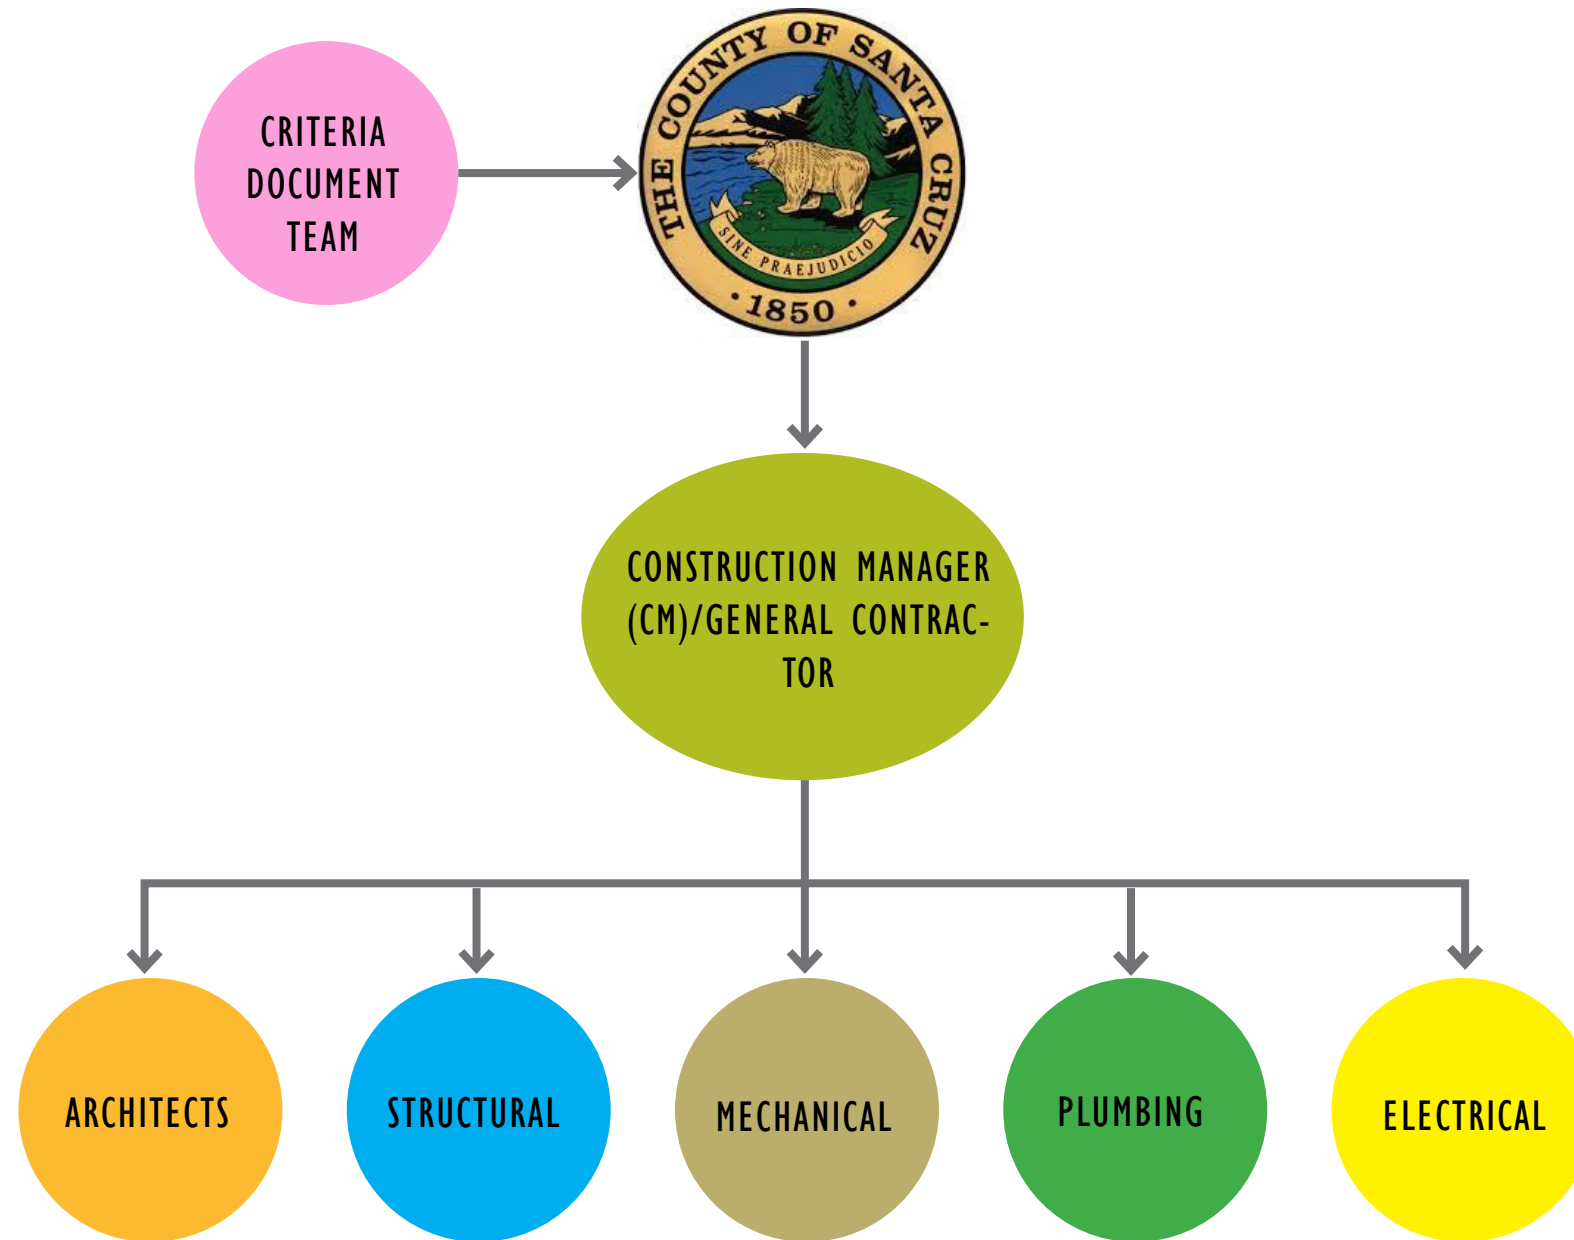 CRITERIA
DOCUMENT
TEAM
THE COUNTY OF SANTA CRUZ
SINE PRAEJUDICIO
· 1850 ·
CONSTRUCTION MANAGER
(CM)/GENERAL CONTRAC-
TOR
ARCHITECTS
STRUCTURAL
MECHANICAL
PLUMBING
ELECTRICAL